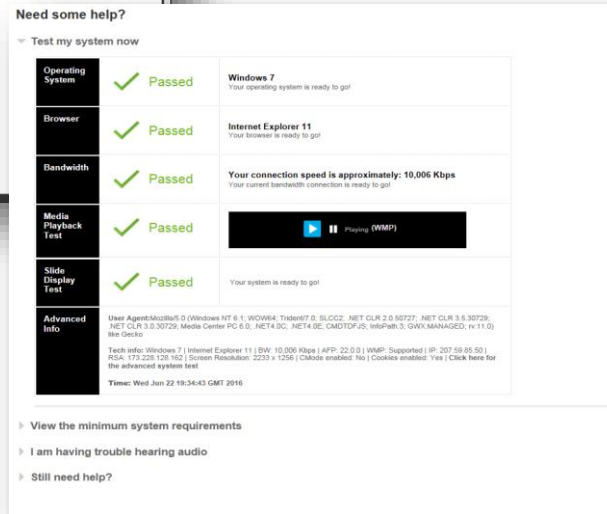 Need some help?
Test my system now
Operating System
Passed
Windows 7
Your operating system is ready to go!
Browser
Passed
Internet Explorer 11
Your browser is ready to go!
Bandwidth
Passed
Your connection speed is approximately: 10,006 Kbps
Your current bandwidth connection is ready to go!
Media Playback Test
Passed
Playing (WMP)
Slide Display Test
Passed
Your system is ready to go!
Advanced Info
User Agent:Mozilla/5.0 (Windows NT 6.1; WOW64; Trident/7.0; SLCC2; .NET CLR 2.0.50727; .NET CLR 3.5.30729;
.NET CLR 3.0.30729; Media Center PC 6.0; .NET4.0C; .NET4.0E; CMDTDFJS; InfoPath.3; GWX:MANAGED; rv:11.0)
like Gecko
Tech info: Windows 7 | Internet Explorer 11 | BW: 10,006 Kbps | AFP: 22.0.0 | WMP: Supported | IP: 207.59.85.50 |
RSA: 173.228.128.162 | Screen Resolution: 2233 x 1256 | CMode enabled: No | Cookies enabled: Yes | Click here for
the advanced system test
Time: Wed Jun 22 19:34:43 GMT 2016
View the minimum system requirements
I am having trouble hearing audio
Still need help?